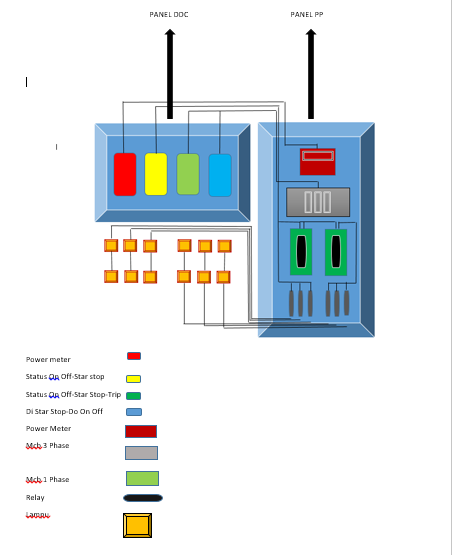 PANEL DDC
PANEL PP
Power meter
Status On Off-Star stop
Status On Off-Star Stop-Trip
Di Star Stop-Do On Off
Power Meter
Mcb 3 Phase
Mcb 1 Phase
Relay
Lampu